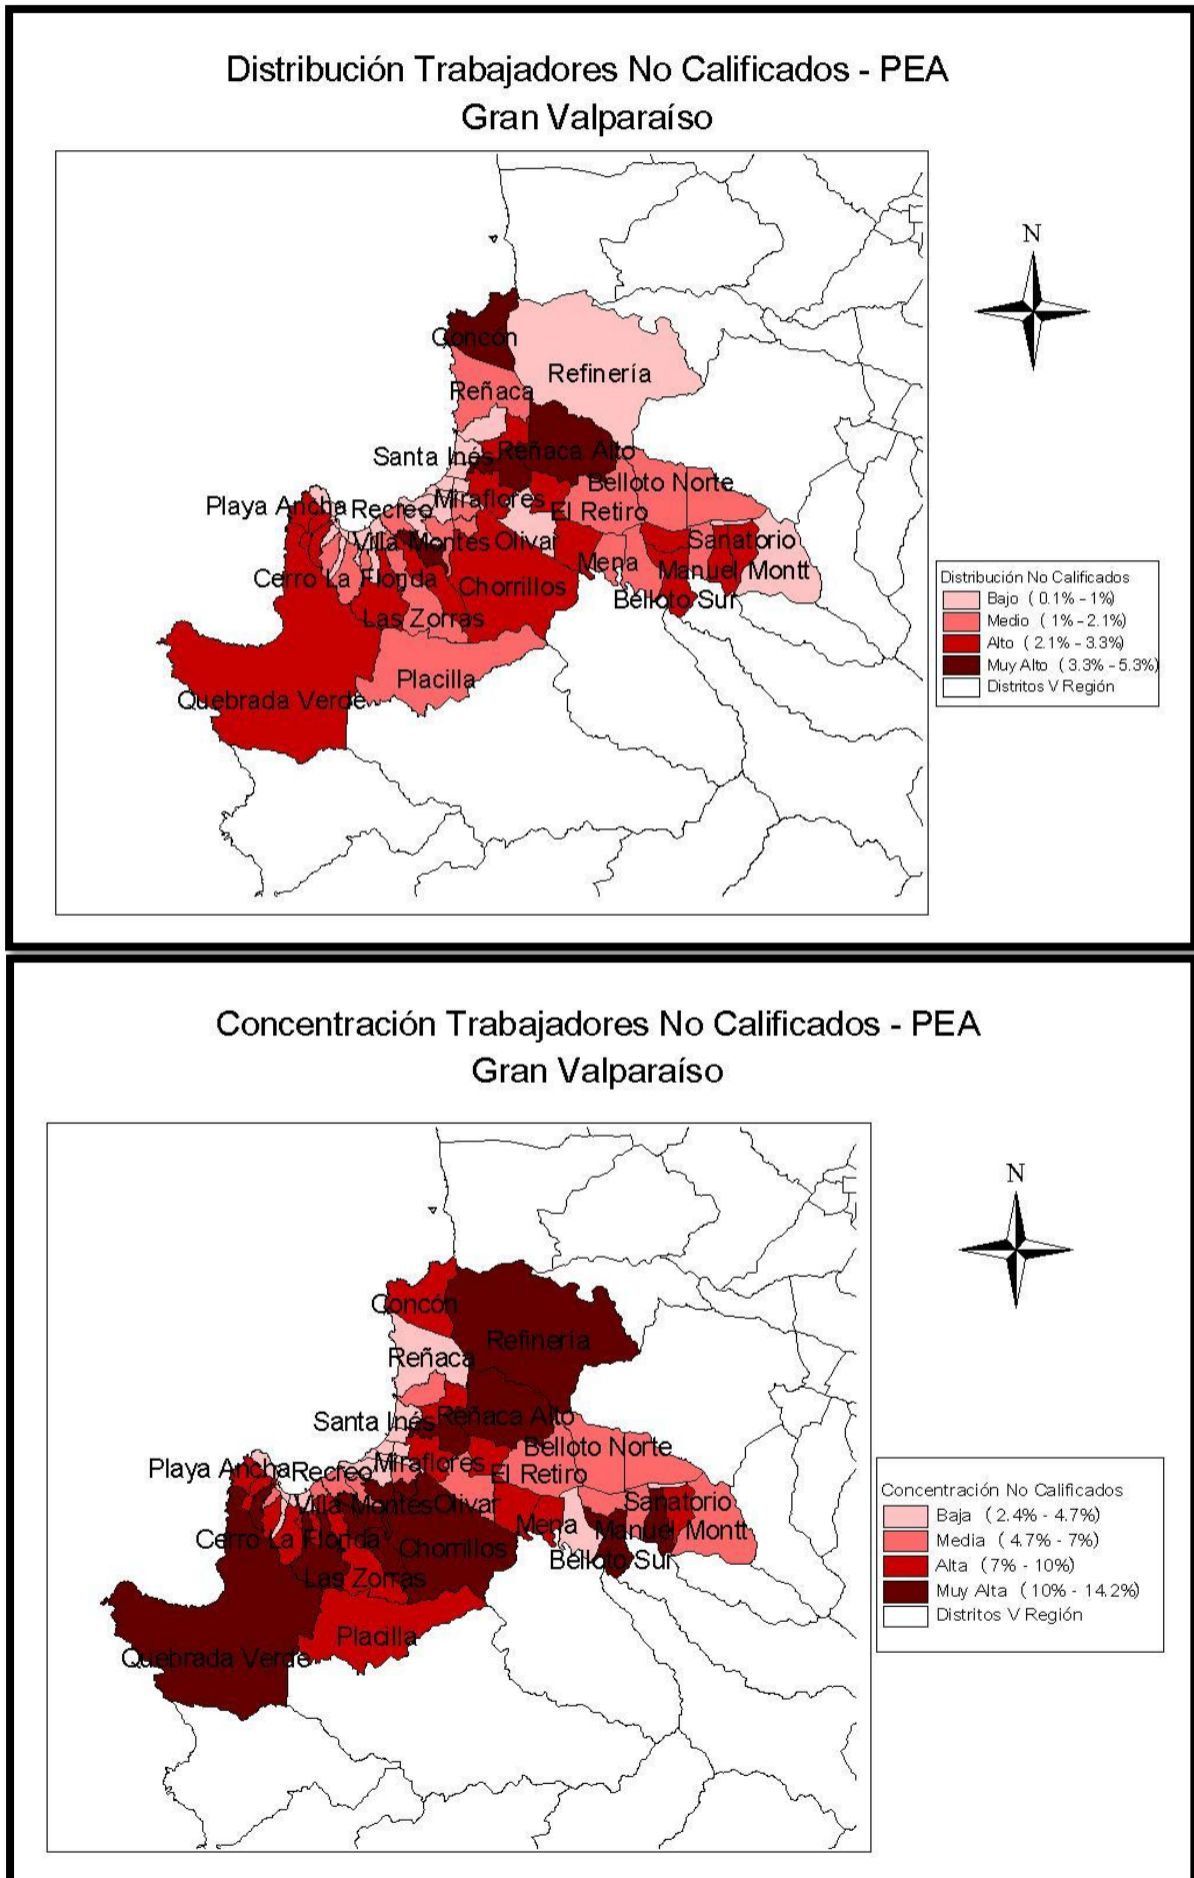 Distribución Trabajadores No Calificados - PEA
Gran Valparaíso
N
Concón
Refinería
Reñaca
Santa Inés
Reñaca Alto
Belloto Norte
Playa Ancha
Recreo
Miraflores
El Retiro
Villa Montes
Olivar
Sanatorio
Cerro La Florida
Chorrillos
Mena
Manuel Montt
Belloto Sur
Las Zorras
Placilla
Quebrada Verde
Distribución No Calificados
Bajo ( 0.1% - 1%)
Medio ( 1% - 2.1%)
Alto ( 2.1% - 3.3%)
Muy Alto ( 3.3% - 5.3%)
Distritos V Región
Concentración Trabajadores No Calificados - PEA
Gran Valparaíso
N
Concón
Refinería
Reñaca
Santa Inés
Reñaca Alto
Belloto Norte
Playa Ancha
Recreo
Miraflores
El Retiro
Villa Montes
Olivar
Sanatorio
Cerro La Florida
Chorrillos
Mena
Manuel Montt
Belloto Sur
Las Zorras
Placilla
Quebrada Verde
Concentración No Calificados
Baja ( 2.4% - 4.7%)
Media ( 4.7% - 7%)
Alta ( 7% - 10%)
Muy Alta ( 10% - 14.2%)
Distritos V Región